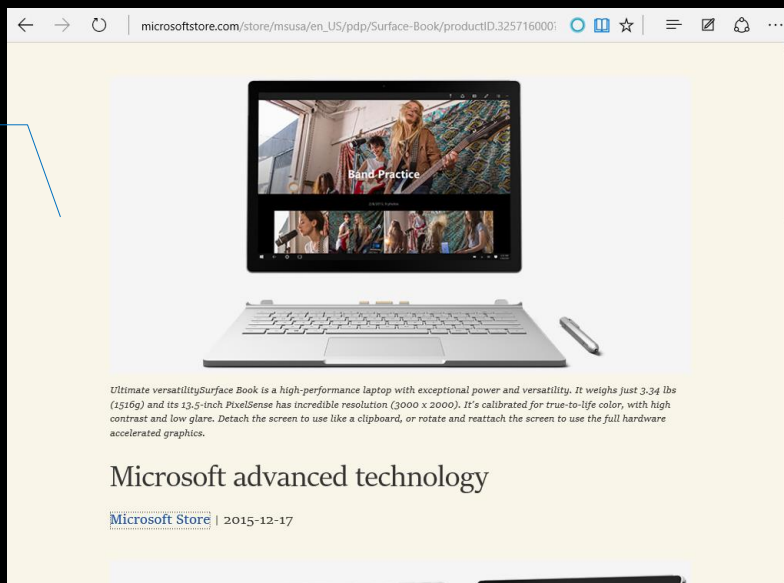 microsoftstore.com/store/msusa/en_US/pdp/Surface-Book/productID.325716000
Band Practice
Ultimate versatilitySurface Book is a high-performance laptop with exceptional power and versatility. It weighs just 3.34 lbs
(1516g) and its 13.5-inch PixelSense has incredible resolution (3000 x 2000). It's calibrated for true-to-life color, with high
contrast and low glare. Detach the screen to use like a clipboard, or rotate and reattach the screen to use the full hardware
accelerated graphics.
Microsoft advanced technology
Microsoft Store | 2015-12-17